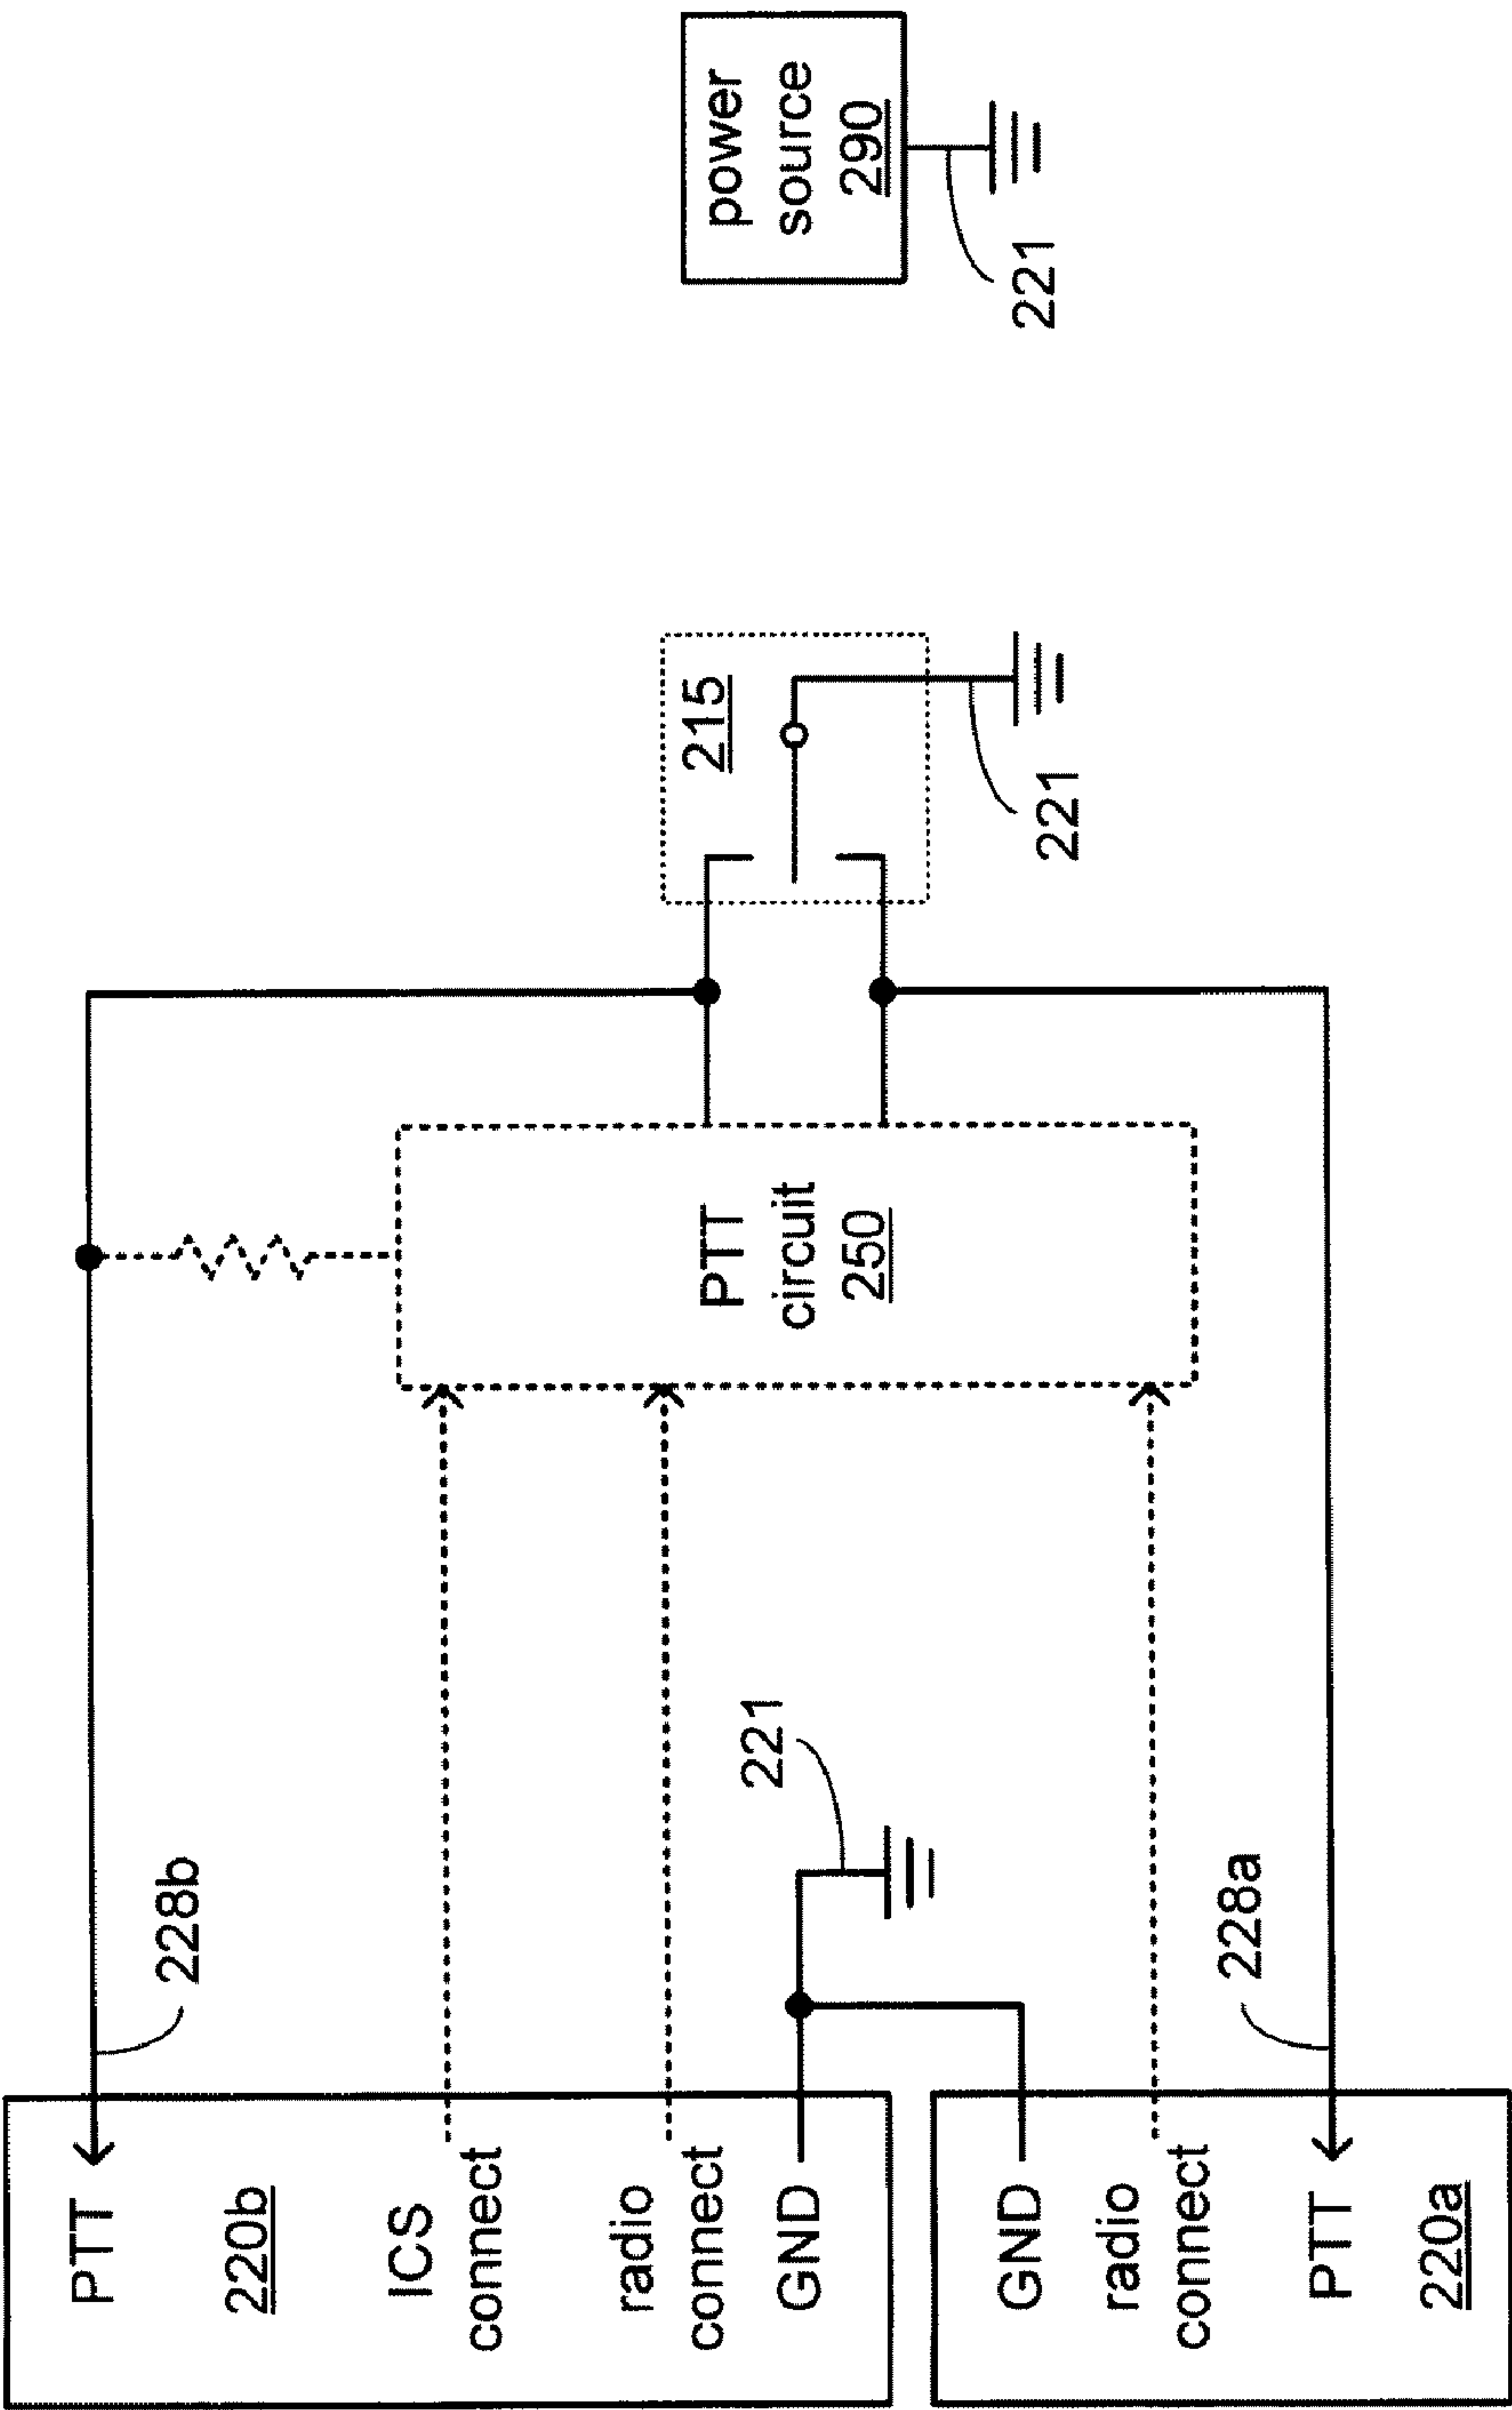 PTT
220b
ICS
connect
radio
connect
GND
GND
radio
connect
PTT
220a
228b
221
228a
PTT
circuit
250
215
221
power
source
290
221